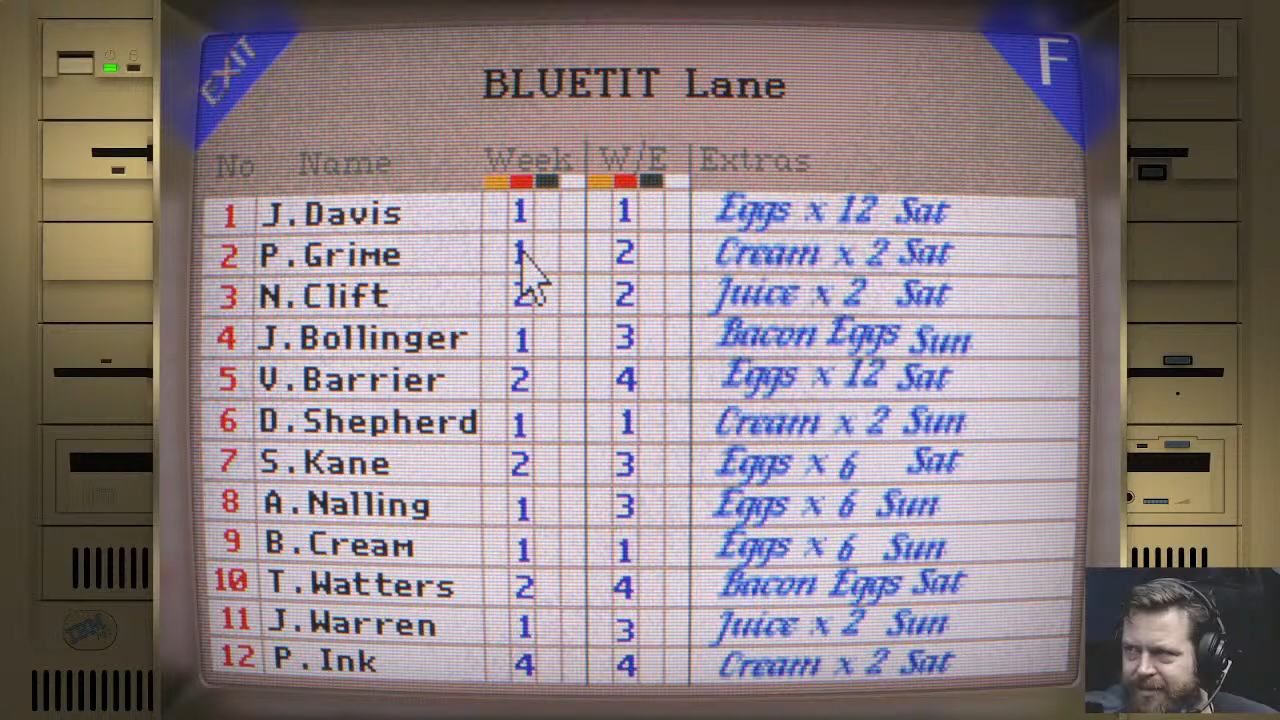 EXIT
F
BLUETIT Lane
No Name Week W/E Extras
1 J.Davis 1 1 Eggs x 12 Sat
2 P.Grime 1 2 Cream x 2 Sat
3 N.Clift 2 2 Juice x 2 Sat
4 J.Bollinger 1 3 Bacon Eggs Sun
5 V.Barrier 2 4 Eggs x 12 Sat
6 D.Shepherd 1 1 Cream x 2 Sun
7 S.Kane 2 3 Eggs x 6 Sat
8 A.Nalling 1 3 Eggs x 6 Sun
9 B.Cream 1 1 Eggs x 6 Sun
10 T.Watters 2 4 Bacon Eggs Sat
11 J.Warren 1 3 Juice x 2 Sun
12 P.Ink 4 4 Cream x 2 Sat
IBM